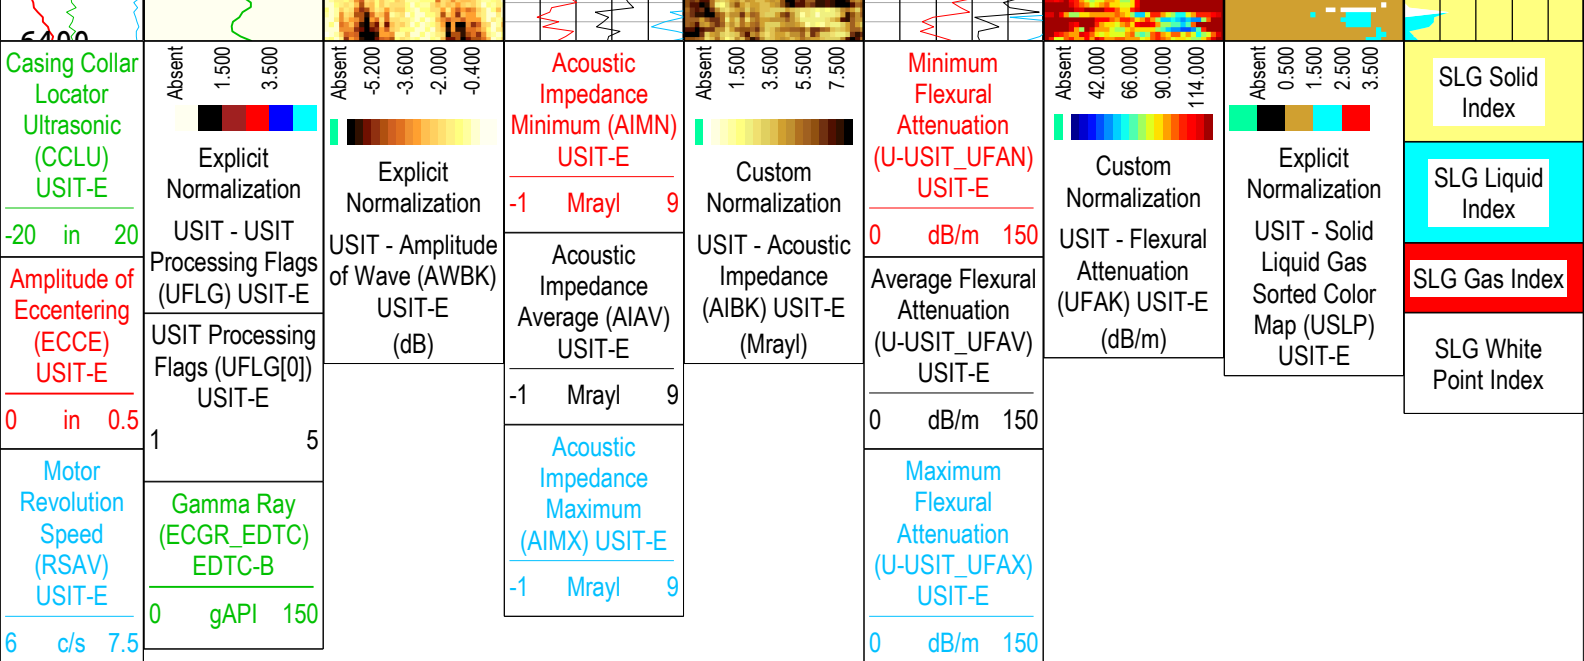 6400
Casing Collar
Locator
Ultrasonic
(CCLU)
USIT-E
-20 in 20
Amplitude of
Eccentering
(ECCE)
USIT-E
0 in 0.5
Motor
Revolution
Speed
(RSAV)
USIT-E
6 c/s 7.5
Absent 1.500 3.500
Explicit
Normalization
USIT - USIT
Processing Flags
(UFLG) USIT-E
USIT Processing
Flags (UFLG[0])
USIT-E
1 5
Gamma Ray
(ECGR_EDTC)
EDTC-B
0 gAPI 150
Absent -5.200 -3.600 -2.000 -0.400
Explicit
Normalization
USIT - Amplitude
of Wave (AWBK)
USIT-E
(dB)
Acoustic
Impedance
Minimum (AIMN)
USIT-E
-1 Mrayl 9
Acoustic
Impedance
Average (AIAV)
USIT-E
-1 Mrayl 9
Acoustic
Impedance
Maximum
(AIMX) USIT-E
-1 Mrayl 9
Absent 1.500 3.500 5.500 7.500
Custom
Normalization
USIT - Acoustic
Impedance
(AIBK) USIT-E
(Mrayl)
Minimum
Flexural
Attenuation
(U-USIT_UFAN)
USIT-E
0 dB/m 150
Average Flexural
Attenuation
(U-USIT_UFAV)
USIT-E
0 dB/m 150
Maximum
Flexural
Attenuation
(U-USIT_UFAX)
USIT-E
0 dB/m 150
Absent 42.000 66.000 90.000 114.000
Custom
Normalization
USIT - Flexural
Attenuation
(UFAK) USIT-E
(dB/m)
Absent 0.500 1.500 2.500 3.500
Explicit
Normalization
USIT - Solid
Liquid Gas
Sorted Color
Map (USLP)
USIT-E
SLG Solid
Index
SLG Liquid
Index
SLG Gas Index
SLG White
Point Index